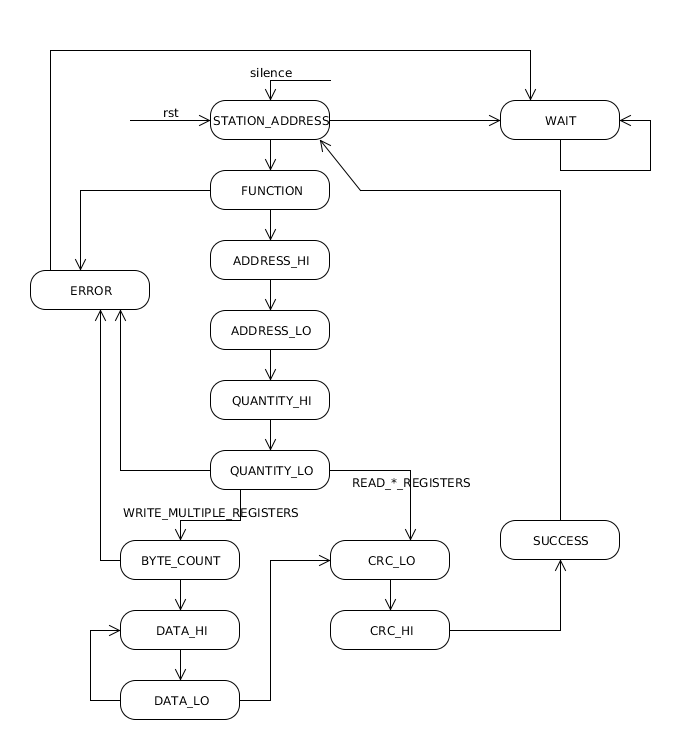 silence
rst
STATION_ADDRESS
WAIT
FUNCTION
ADDRESS_HI
ERROR
ADDRESS_LO
QUANTITY_HI
QUANTITY_LO
READ_*_REGISTERS
WRITE_MULTIPLE_REGISTERS
BYTE_COUNT
CRC_LO
SUCCESS
DATA_HI
CRC_HI
DATA_LO